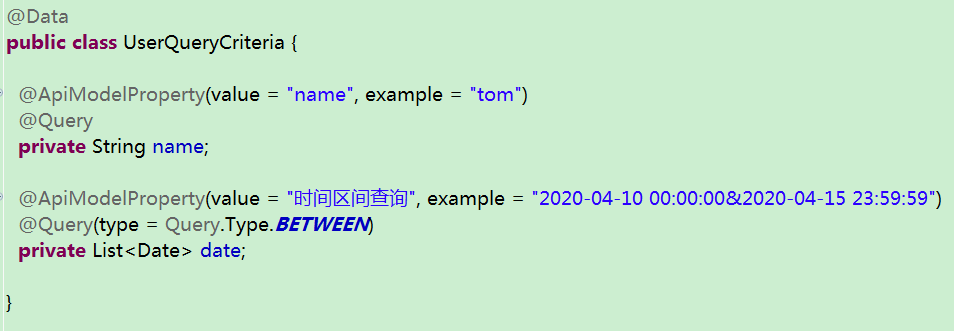 @Data
public class UserQueryCriteria {
@ApiModelProperty(value = "name", example = "tom")
@Query
private String name;
@ApiModelProperty(value = "时间区间查询", example = "2020-04-10 00:00:00&2020-04-15 23:59:59")
@Query(type = Query.Type.BETWEEN)
private List<Date> date;
}